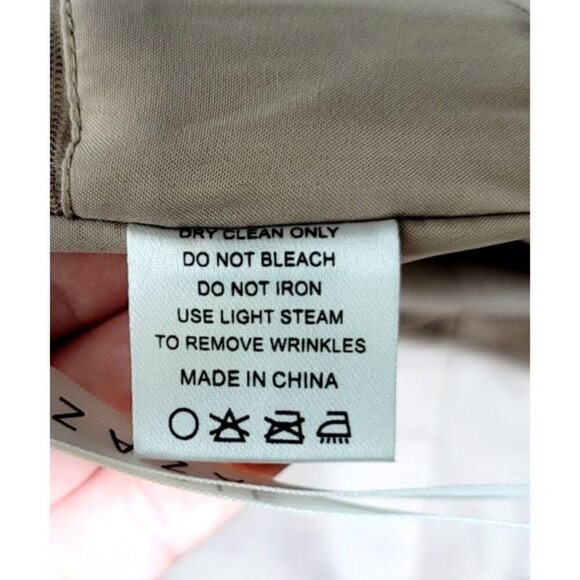 DRY CLEAN ONLY
DO NOT BLEACH
DO NOT IRON
USE LIGHT STEAM
TO REMOVE WRINKLES
MADE IN CHINA